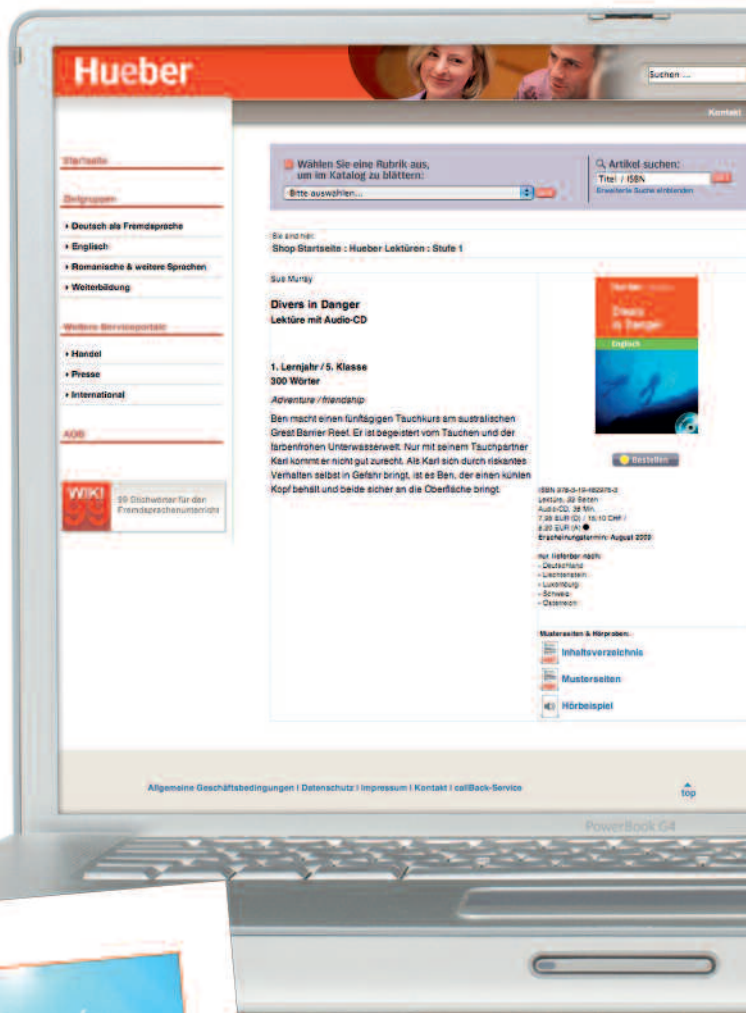 Hueber
Suchen ...
Kontakt
Startseite
Wählen Sie eine Rubrik aus,
um im Katalog zu blättern:
Bitte auswählen...
Artikel suchen:
Titel / ISBN
Erweiterte Suche einblenden
Zielgruppen
Deutsch als Fremdsprache
Englisch
Romanische & weitere Sprachen
Weiterbildung
Weitere Serviceportale
Handel
Presse
International
AGB
WIKI
99
99 Stichwörter für den
Fremdsprachenunterricht
Sie sind hier:
Shop Startseite : Hueber Lektüren : Stufe 1
Sue Murray
Divers in Danger
Lektüre mit Audio-CD
1. Lernjahr / 5. Klasse
300 Wörter
Adventure / friendship
Ben macht einen fünftägigen Tauchkurs am australischen
Great Barrier Reef. Er ist begeistert vom Tauchen und der
farbenfrohen Unterwasserwelt. Nur mit seinem Tauchpartner
Karl kommt er nicht gut zurecht. Als Karl sich durch riskantes
Verhalten selbst in Gefahr bringt, ist es Ben, der einen kühlen
Kopf behält und beide sicher an die Oberfläche bringt.
Divers
in Danger
Englisch
Bestellen
Lektüre, 32 Seiten
Erscheinungstermin: August 2009
nur lieferbar nach:
- Deutschland
- Liechtenstein
- Luxemburg
- Schweiz
- Österreich
Musterseiten & Hörproben:
Inhaltsverzeichnis
Musterseiten
Hörbeispiel
Allgemeine Geschäftsbedingungen I Datenschutz I Impressum I Kontakt I callBack-Service
top
PowerBook G4